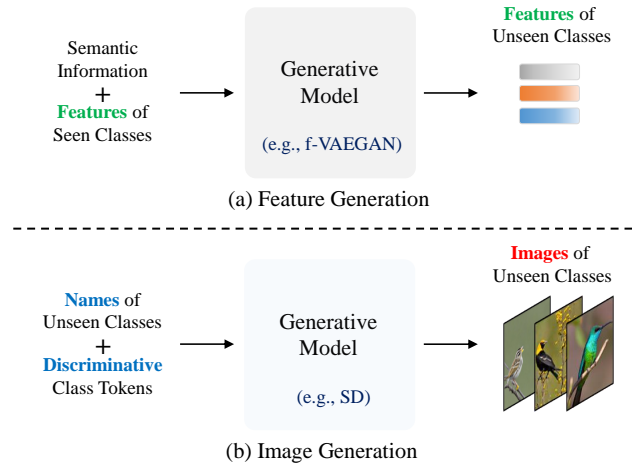 Semantic
Information
+
Features of
Seen Classes
Generative
Model
(e.g., f-VAEGAN)
Features of
Unseen Classes
(a) Feature Generation
Names of
Unseen Classes
+
Discriminative
Class Tokens
Generative
Model
(e.g., SD)
Images of
Unseen Classes
(b) Image Generation